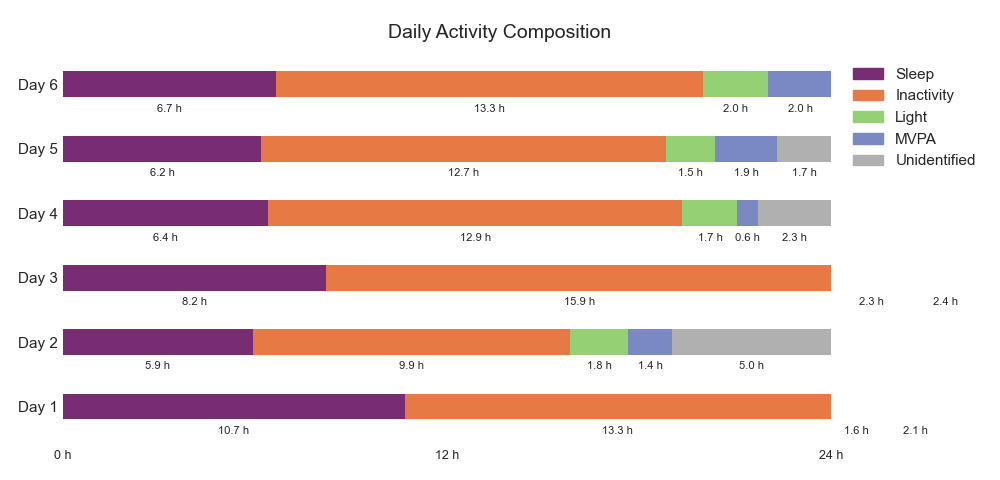 Daily Activity Composition
Day 6
6.7 h 13.3 h 2.0 h 2.0 h
Day 5
6.2 h 12.7 h 1.5 h 1.9 h 1.7 h
Day 4
6.4 h 12.9 h 1.7 h 0.6 h 2.3 h
Day 3
8.2 h 15.9 h 2.3 h 2.4 h
Day 2
5.9 h 9.9 h 1.8 h 1.4 h 5.0 h
Day 1
10.7 h 13.3 h 1.6 h 2.1 h
0 h 12 h 24 h
Sleep
Inactivity
Light
MVPA
Unidentified